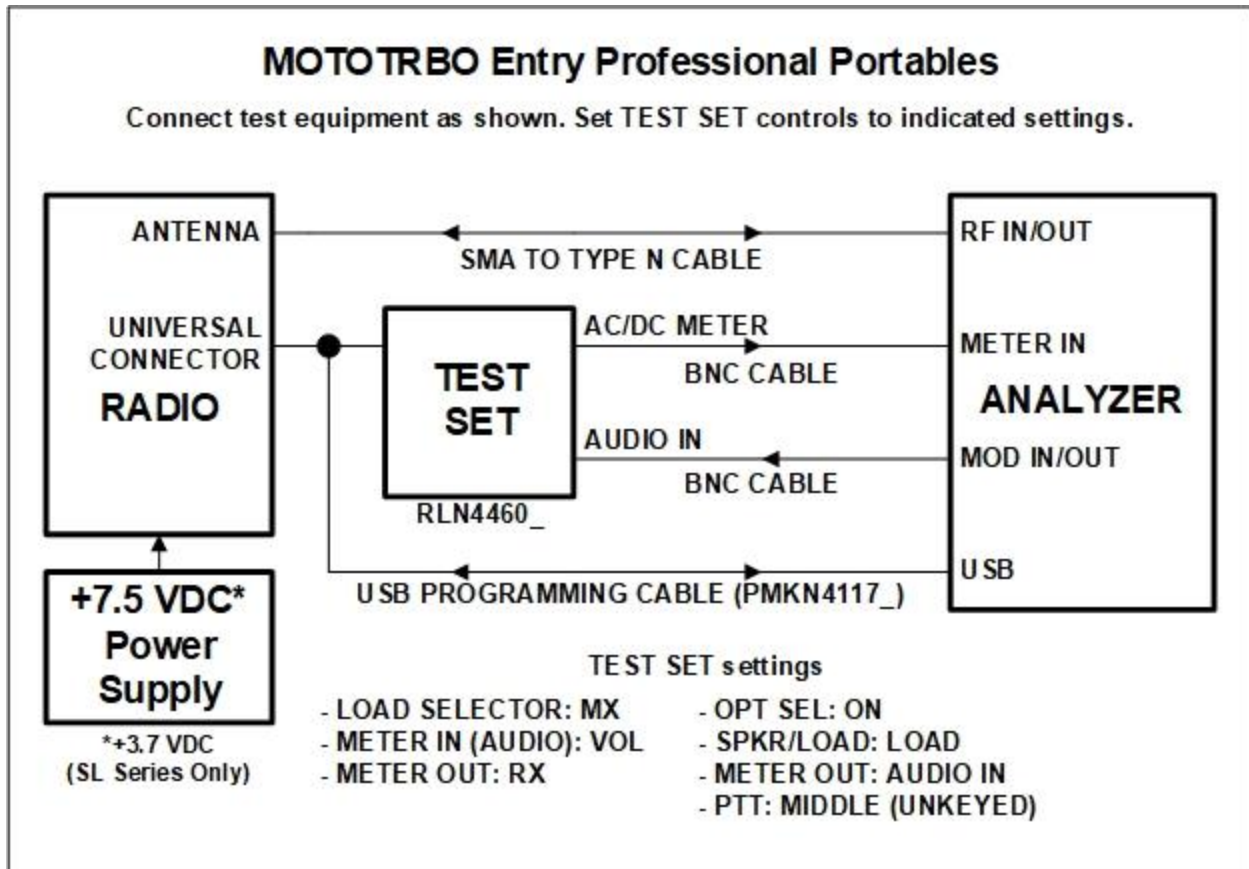 MOTOTRBO Entry Professional Portables
Connect test equipment as shown. Set TEST SET controls to indicated settings.
ANTENNA
RF IN/OUT
SMA TO TYPE N CABLE
UNIVERSAL
CONNECTOR
RADIO
TEST
SET
RLN4460_
AC/DC METER
BNC CABLE
METER IN
ANALYZER
AUDIO IN
BNC CABLE
MOD IN/OUT
USB
USB PROGRAMMING CABLE (PMKN4117_)
+7.5 VDC*
Power
Supply
*+3.7 VDC
(SL Series Only)
TEST SET settings
- LOAD SELECTOR: MX
- METER IN (AUDIO): VOL
- METER OUT: RX
- OPT SEL: ON
- SPKR/LOAD: LOAD
- METER OUT: AUDIO IN
- PTT: MIDDLE (UNKEYED)